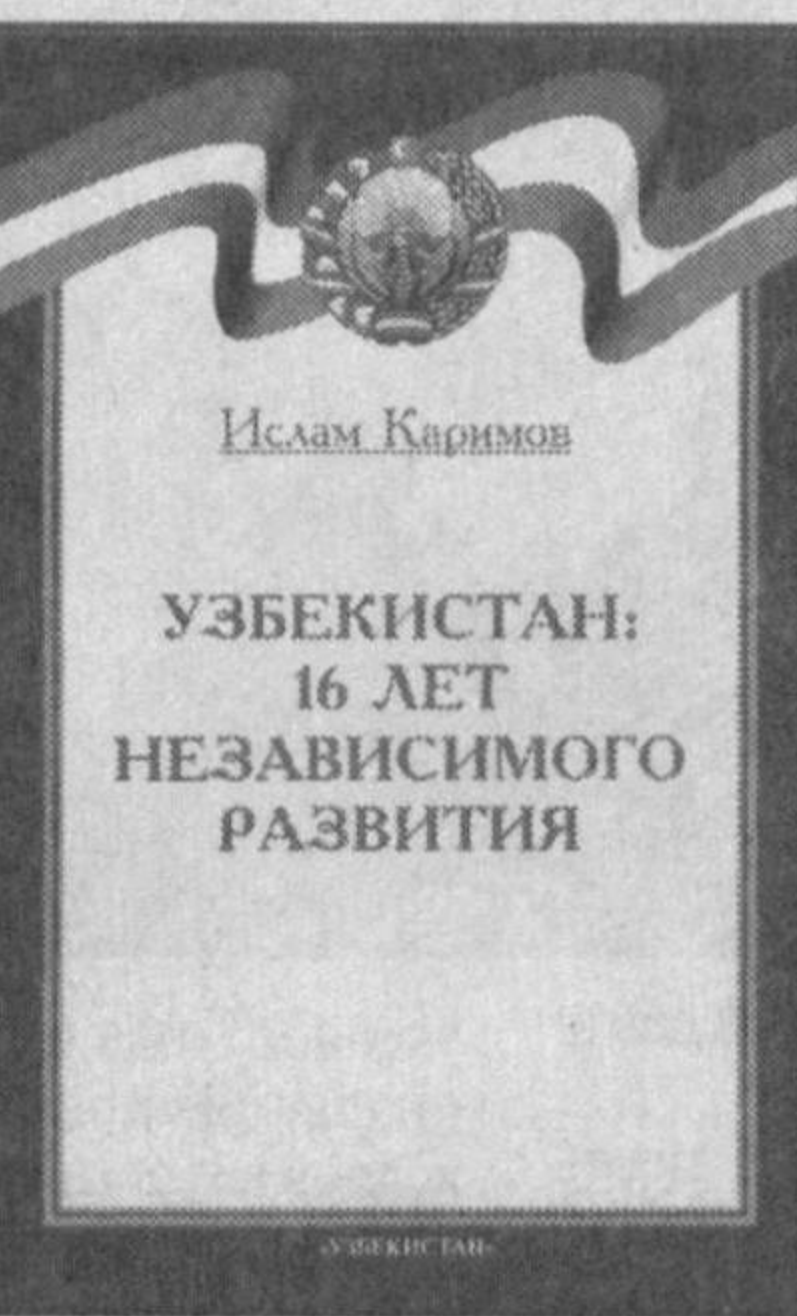 Ислам Каримов
УЗБЕКИСТАН:
16 ЛЕТ
НЕЗАВИСИМОГО
РАЗВИТИЯ
«УЗБЕКИСТАН»